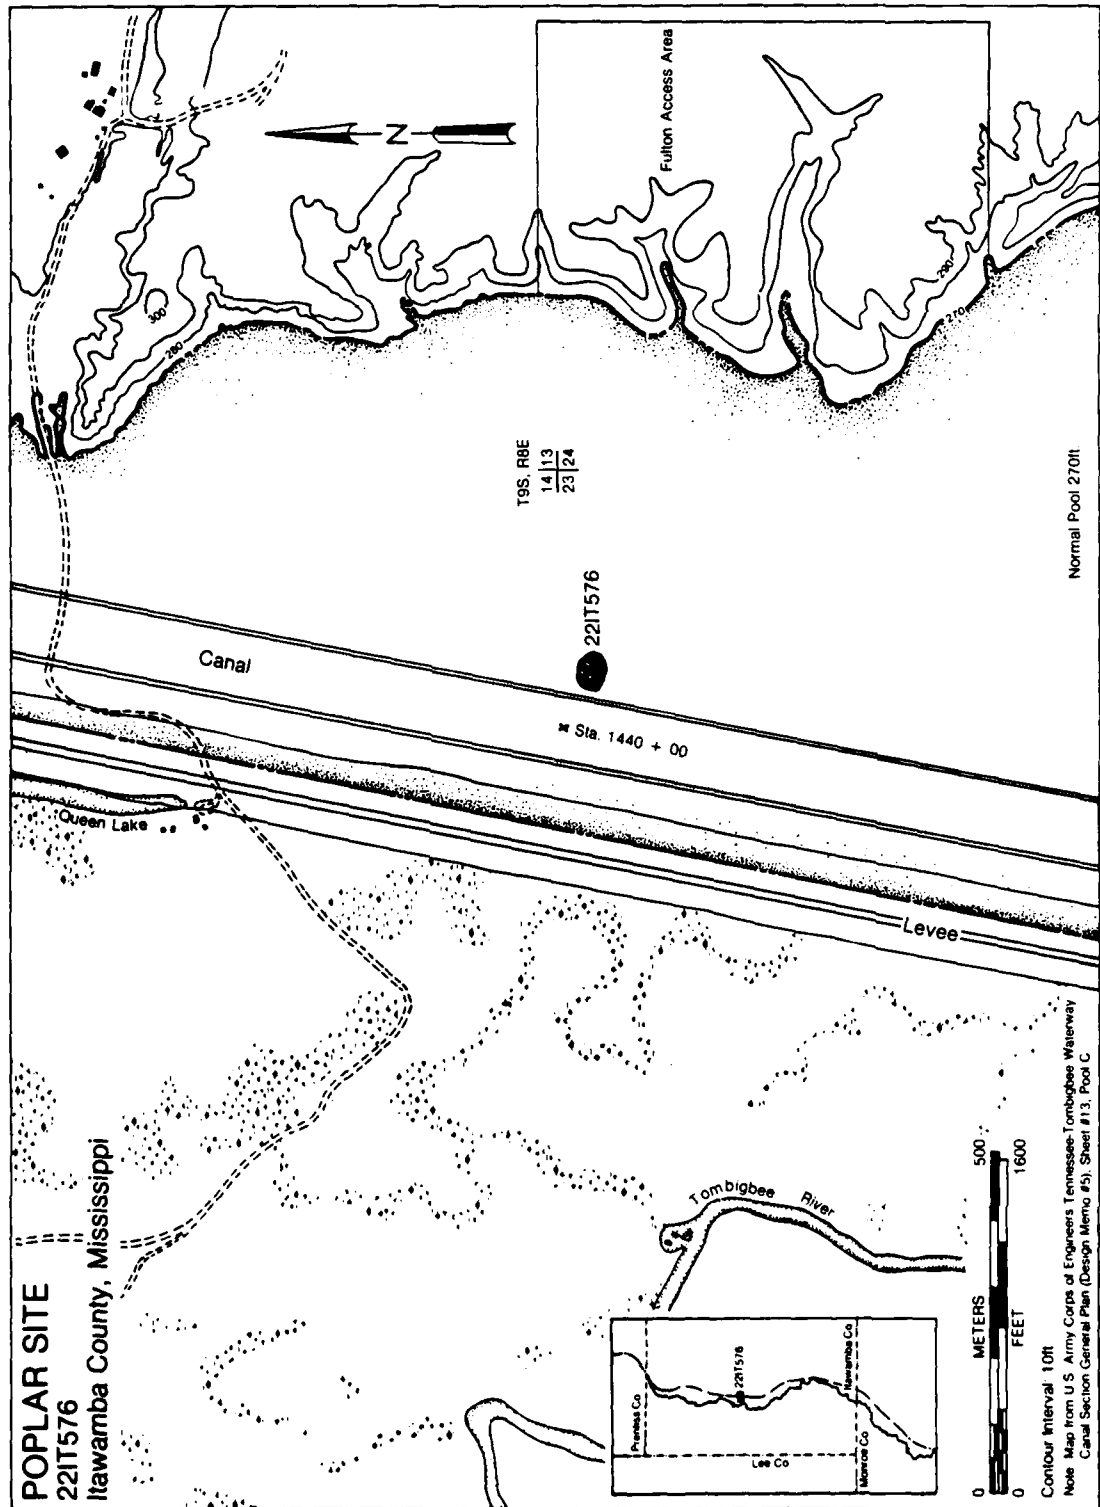 POPLAR SITE
22IT576
Itawamba County, Mississippi
Queen Lake
Canal
Sta. 1440 + 00
22IT576
T9S, R8E
14 13
23 24
Fulton Access Area
N
300
280
290
270
Levee
Normal Pool 270ft
Tombigbee River
Prentiss Co
22IT576
Lee Co
Itawamba Co
Monroe Co
METERS
0 500
0 1600
FEET
Contour Interval 10ft
Note Map from U S Army Corps of Engineers Tennessee-Tombigbee Waterway
Canal Section General Plan (Design Memo #5), Sheet #13, Pool C